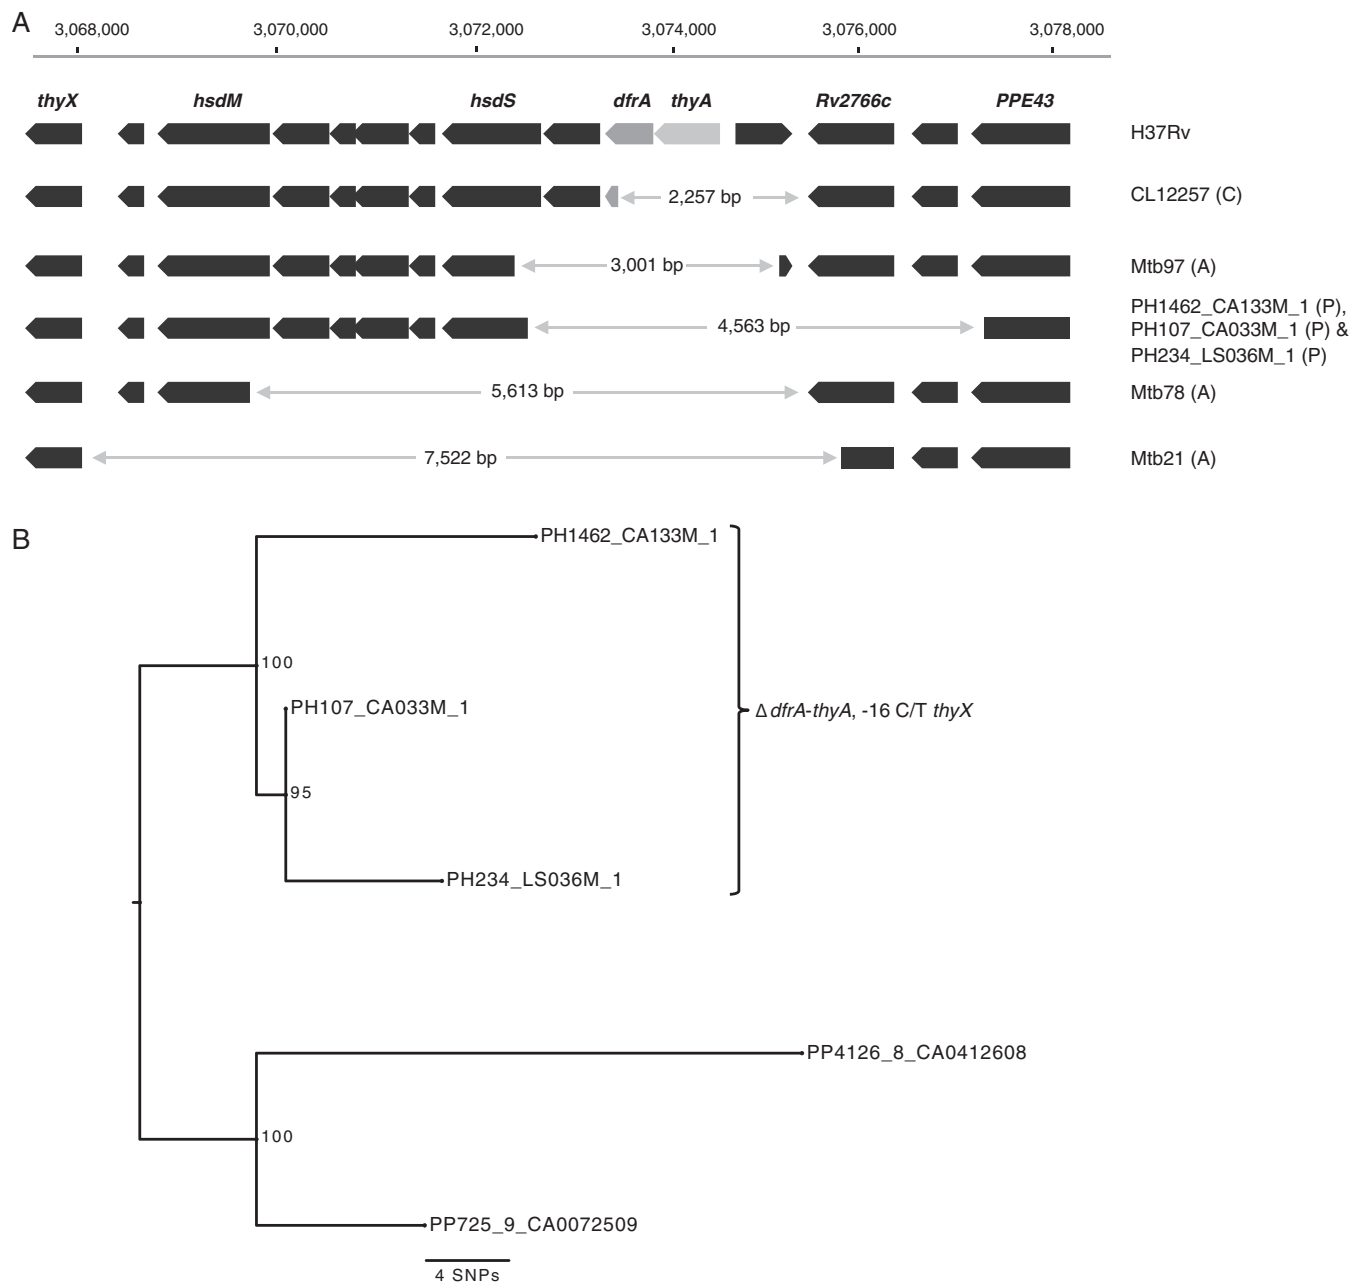 A
3,068,000 3,070,000 3,072,000 3,074,000 3,076,000 3,078,000
thyX hsdM hsdS dfrA thyA Rv2766c PPE43
H37Rv
2,257 bp CL12257 (C)
3,001 bp Mtb97 (A)
4,563 bp PH1462_CA133M_1 (P),
PH107_CA033M_1 (P) &
PH234_LS036M_1 (P)
5,613 bp Mtb78 (A)
7,522 bp Mtb21 (A)
B
PH1462_CA133M_1
100
PH107_CA033M_1
Δ dfrA-thyA, -16 C/T thyX
95
PH234_LS036M_1
PP4126_8_CA0412608
100
PP725_9_CA0072509
4 SNPs